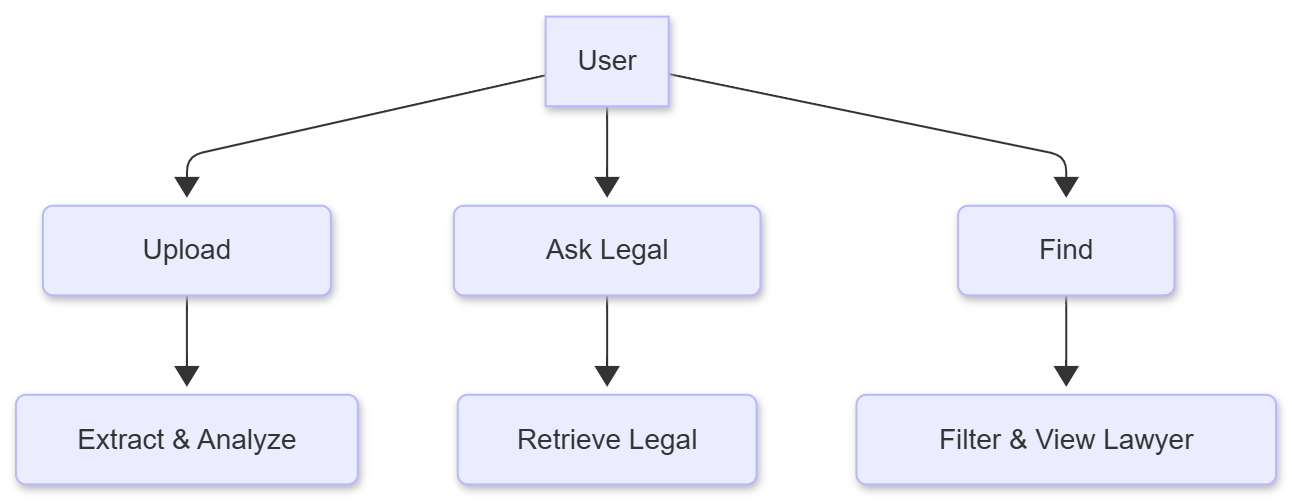 User
Upload
Ask Legal
Find
Extract & Analyze
Retrieve Legal
Filter & View Lawyer